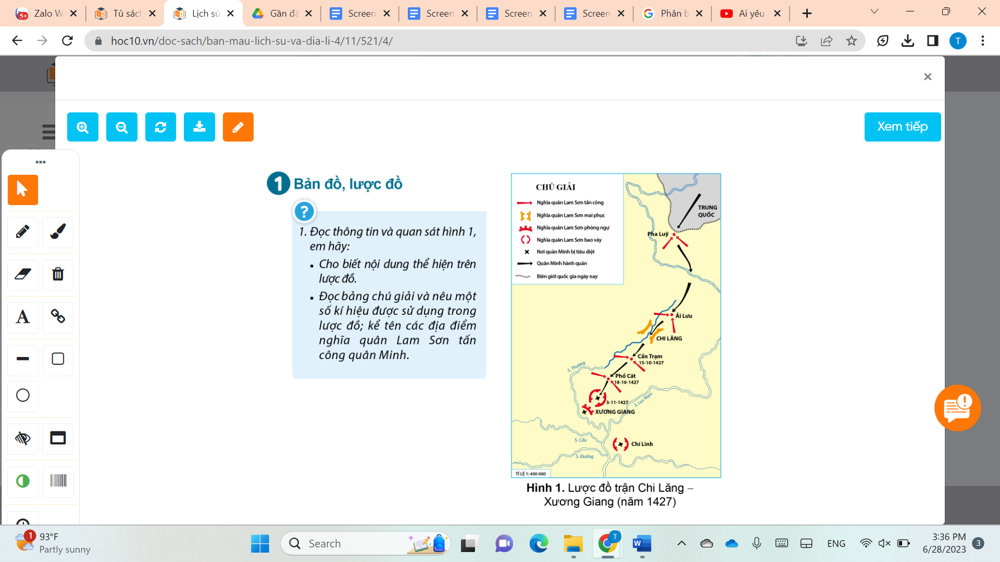 Zalo W
Tủ sách
Lịch sử
Gần đâ
Screen
Screen
Screen
Screen
Phân b
Ai yêu
hoc10.vn/doc-sach/ban-mau-lich-su-va-dia-li-4/11/521/4/
T
Xem tiếp
1 Bản đồ, lược đồ
?
1. Đọc thông tin và quan sát hình 1,
em hãy:
• Cho biết nội dung thể hiện trên
lược đồ.
• Đọc bảng chú giải và nêu một
số kí hiệu được sử dụng trong
lược đồ; kể tên các địa điểm
nghĩa quân Lam Sơn tấn
công quân Minh.
CHÚ GIẢI
Nghĩa quân Lam Sơn tấn công
Nghĩa quân Lam Sơn mai phục
Nghĩa quân Lam Sơn phòng ngự
Nghĩa quân Lam Sơn bao vây
Nơi quân Minh bị tiêu diệt
Quân Minh hành quân
Biên giới quốc gia ngày nay
TRUNG
QUỐC
Pha Luỹ
Ải Lưu
CHI LĂNG
Cần Trạm
15-10-1427
S. Thương
Phố Cát
18-10-1427
3-11-1427
S. Lục Nam
XƯƠNG GIANG
S. Cầu
Chí Linh
S. Đuống
TỈ LỆ 1: 400 000
Hình 1. Lược đồ trận Chi Lăng –
Xương Giang (năm 1427)
A
1
93°F
Partly sunny
Search
T
W
ENG
3:36 PM
6/28/2023
3